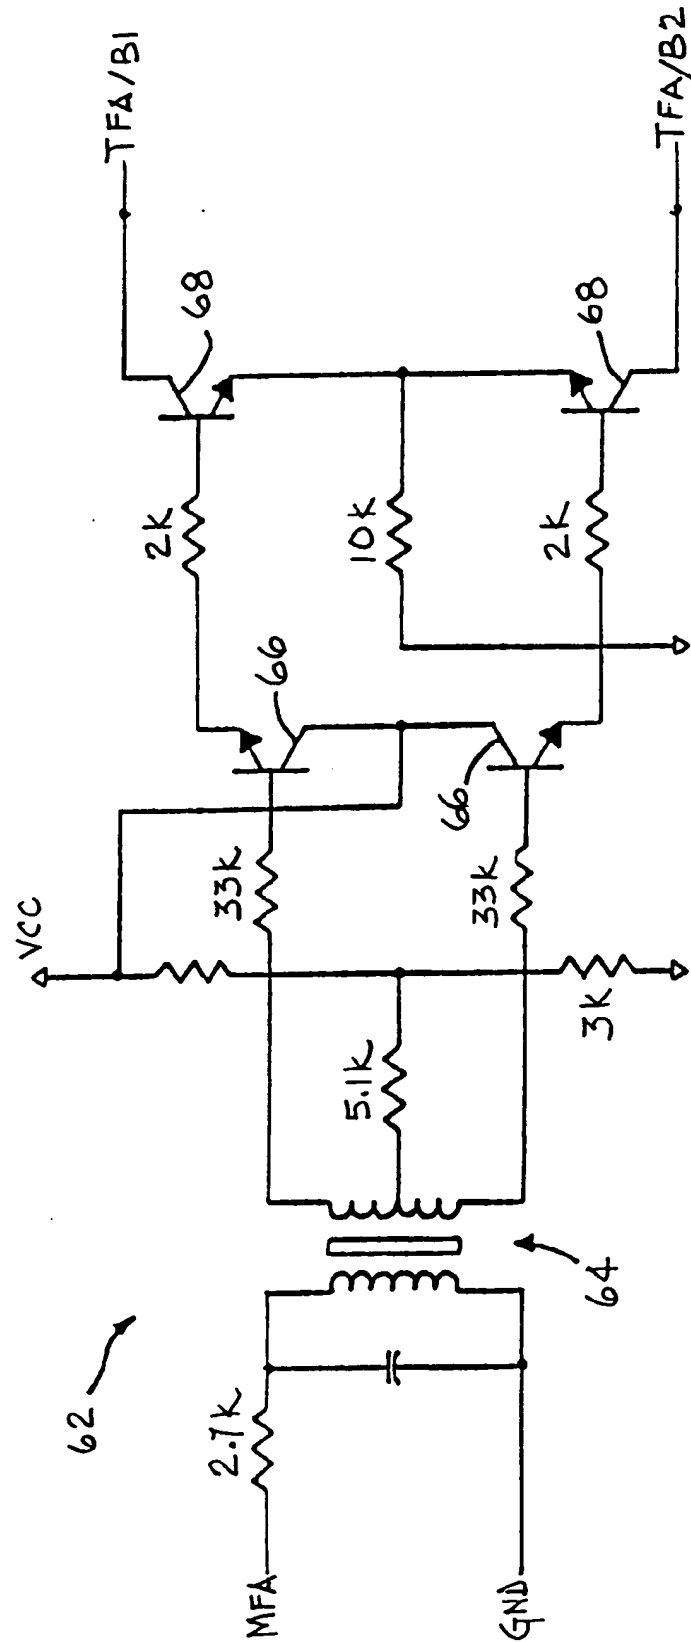 TFA/B1
68
2K
66
33K
VCC
10K
5.1K
62
2.7K
MFA
68
2K
66
33K
3K
64
GND
TFA/B2